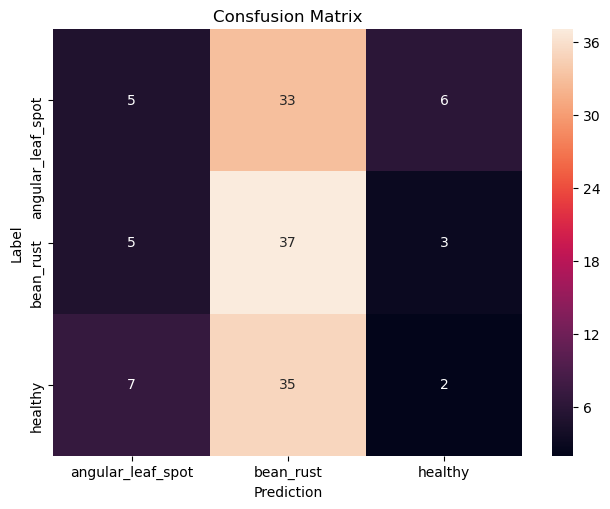 Consfusion Matrix
Label
angular_leaf_spot
5 33 6
bean_rust
5 37 3
healthy
7 35 2
angular_leaf_spot bean_rust healthy
Prediction
36
30
24
18
12
6